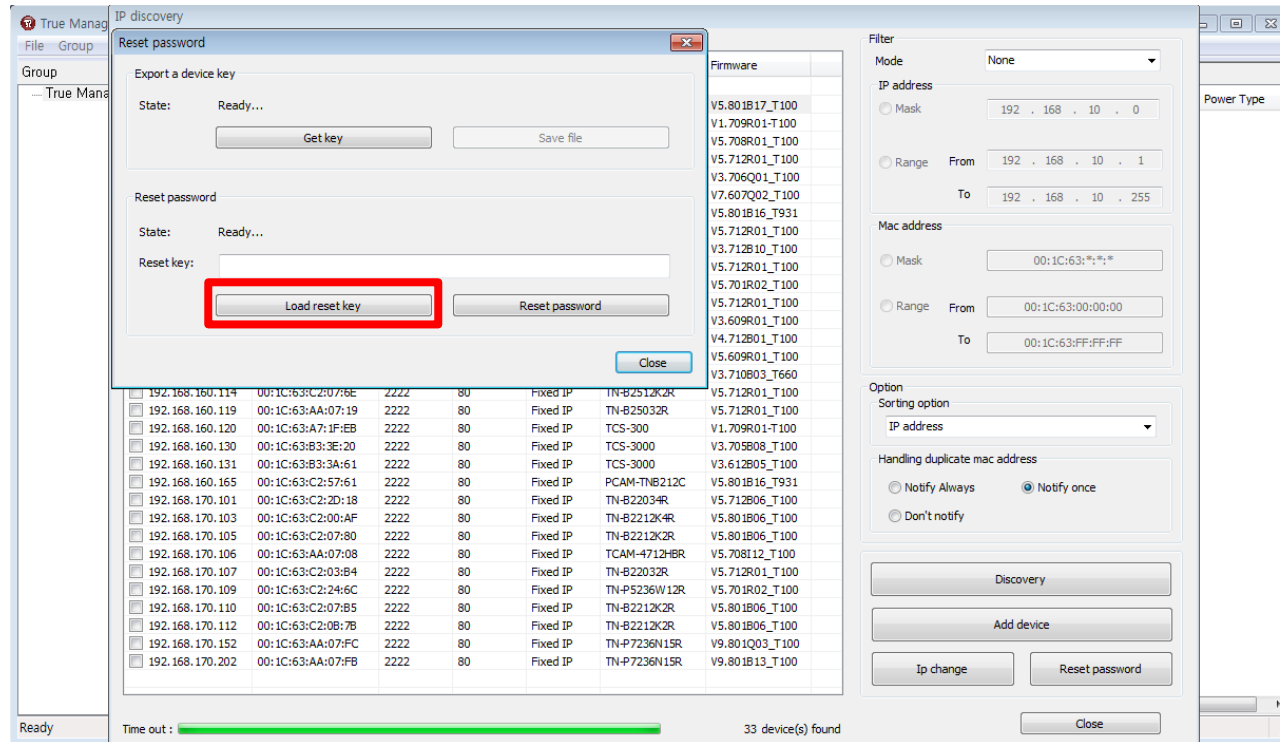 True Manag
IP discovery
File Group
Reset password
Group
True Mana
Export a device key
State: Ready...
Get key Save file
Reset password
State: Ready...
Reset key:
Load reset key Reset password
Close
Firmware
V5.801B17_T100
V1.709R01-T100
V5.708R01_T100
V5.712R01_T100
V3.706Q01_T100
V7.607Q02_T100
V5.801B16_T931
V5.712R01_T100
V3.712B10_T100
V5.712R01_T100
V5.701R02_T100
V5.712R01_T100
V3.609R01_T100
V4.712B01_T100
V5.609R01_T100
V3.710B03_T660
192.168.160.114 00:1C:63:C2:07:6E 2222 80 Fixed IP TN-B2512K2R V5.712R01_T100
192.168.160.119 00:1C:63:AA:07:19 2222 80 Fixed IP TN-B25032R V5.712R01_T100
192.168.160.120 00:1C:63:A7:1F:EB 2222 80 Fixed IP TCS-300 V1.709R01-T100
192.168.160.130 00:1C:63:B3:3E:20 2222 80 Fixed IP TCS-3000 V3.705B08_T100
192.168.160.131 00:1C:63:B3:3A:61 2222 80 Fixed IP TCS-3000 V3.612B05_T100
192.168.160.165 00:1C:63:C2:57:61 2222 80 Fixed IP PCAM-TNB212C V5.801B16_T931
192.168.170.101 00:1C:63:C2:2D:18 2222 80 Fixed IP TN-B22034R V5.712B06_T100
192.168.170.103 00:1C:63:C2:00:AF 2222 80 Fixed IP TN-B2212K4R V5.801B06_T100
192.168.170.105 00:1C:63:C2:07:80 2222 80 Fixed IP TN-B2212K2R V5.801B06_T100
192.168.170.106 00:1C:63:AA:07:08 2222 80 Fixed IP TCAM-4712HBR V5.708I12_T100
192.168.170.107 00:1C:63:C2:03:B4 2222 80 Fixed IP TN-B22032R V5.712R01_T100
192.168.170.109 00:1C:63:C2:24:6C 2222 80 Fixed IP TN-P5236W12R V5.701R02_T100
192.168.170.110 00:1C:63:C2:07:B5 2222 80 Fixed IP TN-B2212K2R V5.801B06_T100
192.168.170.112 00:1C:63:C2:0B:7B 2222 80 Fixed IP TN-B2212K2R V5.801B06_T100
192.168.170.152 00:1C:63:AA:07:FC 2222 80 Fixed IP TN-P7236N15R V9.801Q03_T100
192.168.170.202 00:1C:63:AA:07:FB 2222 80 Fixed IP TN-P7236N15R V9.801B13_T100
Time out : 33 device(s) found
Filter
Mode None
IP address
Mask 192 . 168 . 10 . 0
Range From 192 . 168 . 10 . 1
To 192 . 168 . 10 . 255
Mac address
Mask 00:1C:63:*:*:*
Range From 00:1C:63:00:00:00
To 00:1C:63:FF:FF:FF
Option
Sorting option
IP address
Handling duplicate mac address
Notify Always Notify once
Don't notify
Discovery
Add device
Ip change Reset password
Close
Power Type
Ready